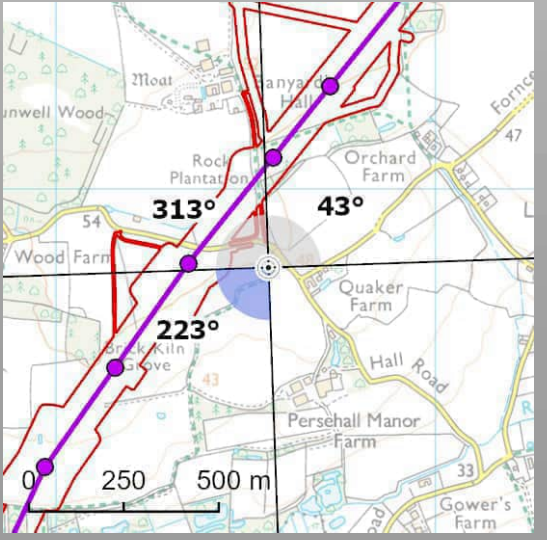 Moat
Banyards
Hall
unwell Wood
Fornce
47
Rock
Plantation
Orchard
Farm
313°
43°
54
Wood Farm
48
Quaker
Farm
223°
Brick Kiln
Grove
43
Hall Road
Persehall Manor
Farm
R
0 250 500 m
33
Gower's
Farm
oad